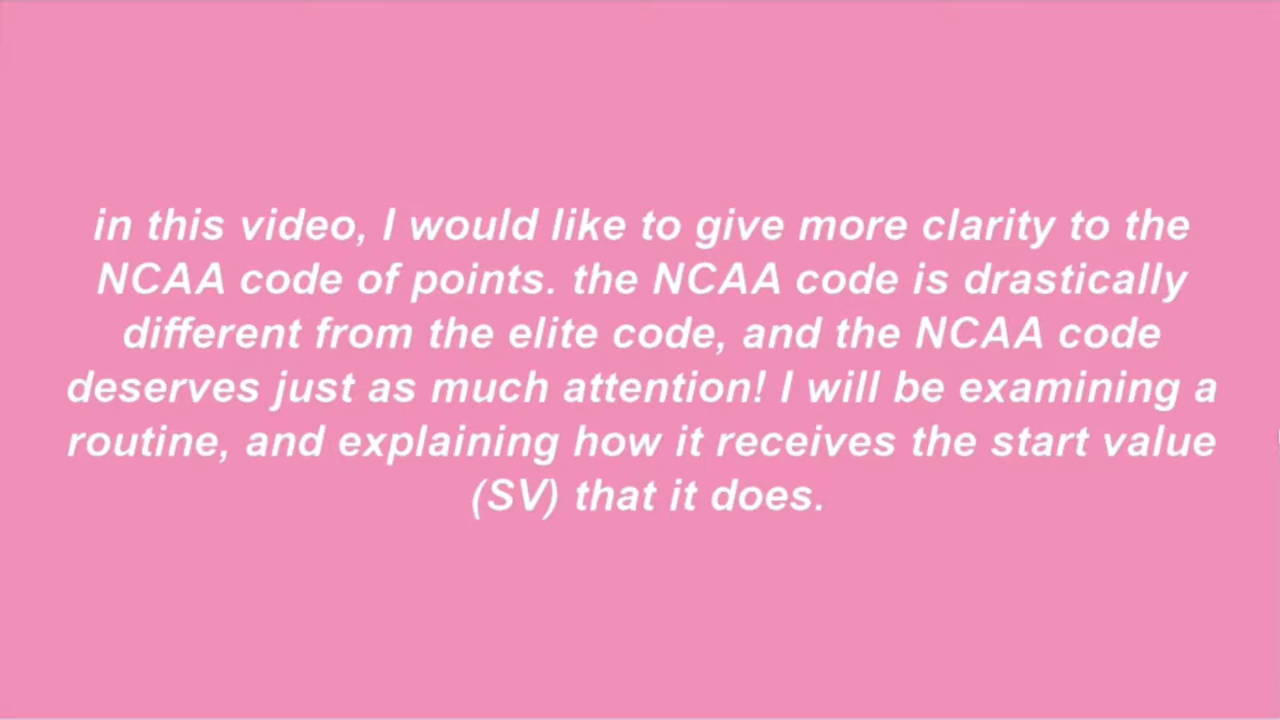 in this video, I would like to give more clarity to the
NCAA code of points. the NCAA code is drastically
different from the elite code, and the NCAA code
deserves just as much attention! I will be examining a
routine, and explaining how it receives the start value
(SV) that it does.